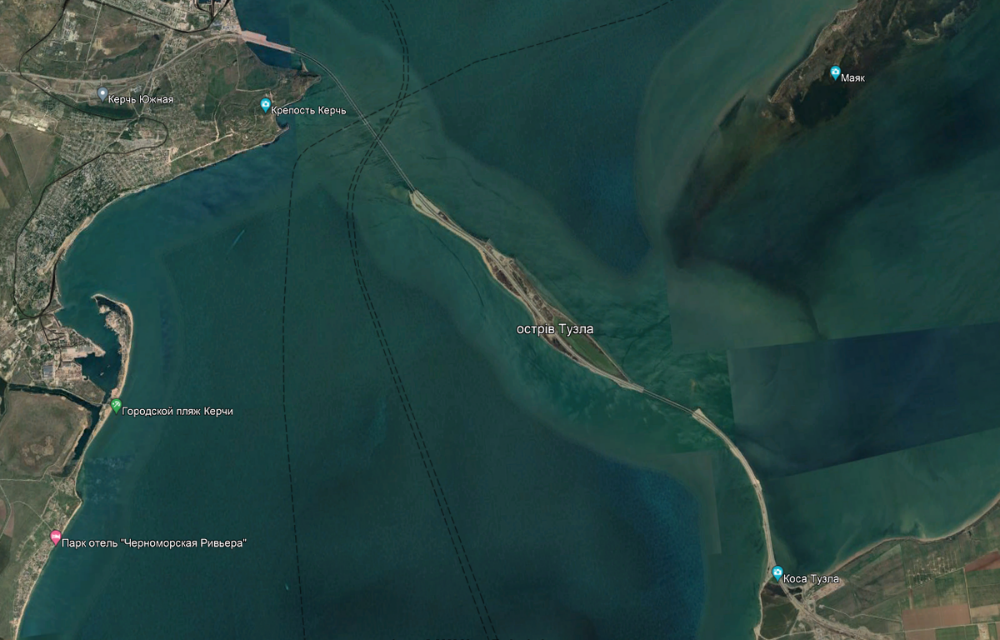 Маяк
Керчь Южная
Крепость Керчь
острів Тузла
Городской пляж Керчи
Парк отель "Черноморская Ривьера"
Коса Тузла